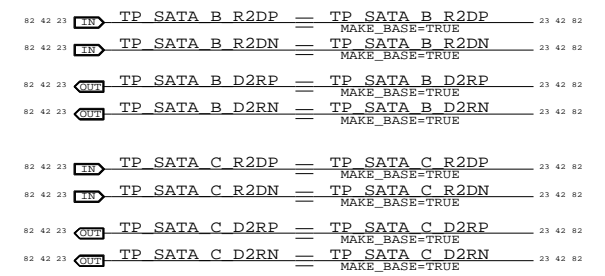 82 42 23 IN TP_SATA_B_R2DP TP_SATA_B_R2DP 23 42 82
MAKE_BASE=TRUE
82 42 23 IN TP_SATA_B_R2DN TP_SATA_B_R2DN 23 42 82
MAKE_BASE=TRUE
82 42 23 OUT TP_SATA_B_D2RP TP_SATA_B_D2RP 23 42 82
MAKE_BASE=TRUE
82 42 23 OUT TP_SATA_B_D2RN TP_SATA_B_D2RN 23 42 82
MAKE_BASE=TRUE
82 42 23 IN TP_SATA_C_R2DP TP_SATA_C_R2DP 23 42 82
MAKE_BASE=TRUE
82 42 23 IN TP_SATA_C_R2DN TP_SATA_C_R2DN 23 42 82
MAKE_BASE=TRUE
82 42 23 OUT TP_SATA_C_D2RP TP_SATA_C_D2RP 23 42 82
MAKE_BASE=TRUE
82 42 23 OUT TP_SATA_C_D2RN TP_SATA_C_D2RN 23 42 82
MAKE_BASE=TRUE